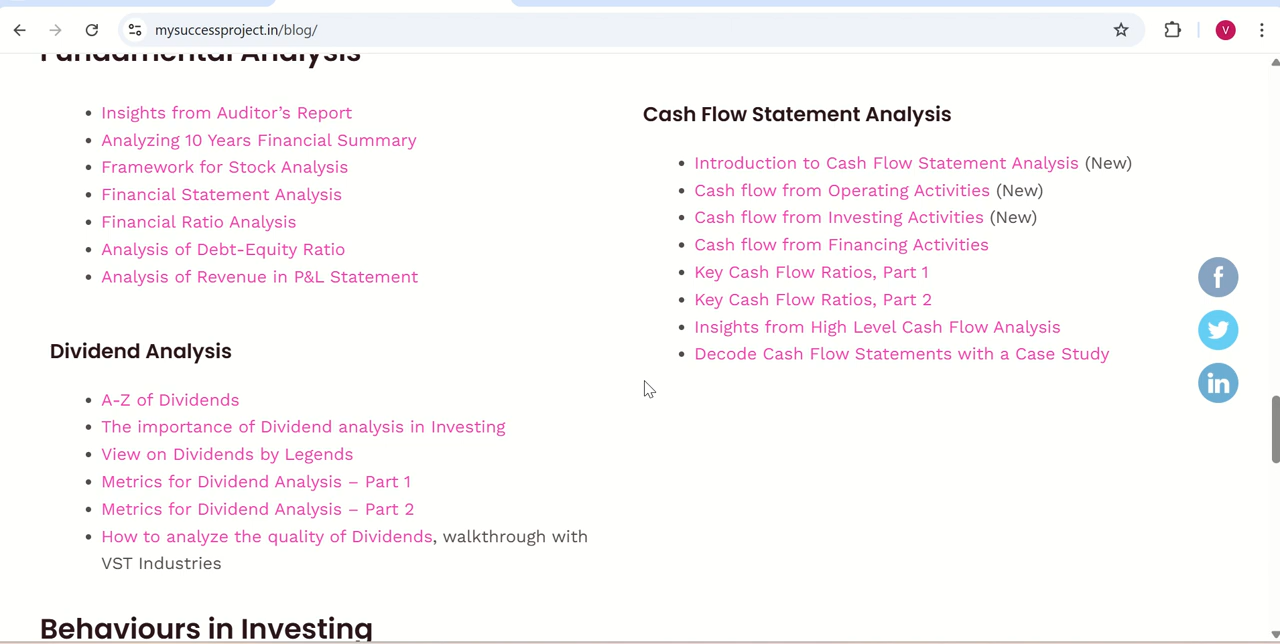 mysuccessproject.in/blog/
V
Fundamental Analysis
Insights from Auditor’s Report
Analyzing 10 Years Financial Summary
Framework for Stock Analysis
Financial Statement Analysis
Financial Ratio Analysis
Analysis of Debt-Equity Ratio
Analysis of Revenue in P&L Statement
Dividend Analysis
A-Z of Dividends
The importance of Dividend analysis in Investing
View on Dividends by Legends
Metrics for Dividend Analysis – Part 1
Metrics for Dividend Analysis – Part 2
How to analyze the quality of Dividends, walkthrough with
VST Industries
Cash Flow Statement Analysis
Introduction to Cash Flow Statement Analysis (New)
Cash flow from Operating Activities (New)
Cash flow from Investing Activities (New)
Cash flow from Financing Activities
Key Cash Flow Ratios, Part 1
Key Cash Flow Ratios, Part 2
Insights from High Level Cash Flow Analysis
Decode Cash Flow Statements with a Case Study
f
in
Behaviours in Investing